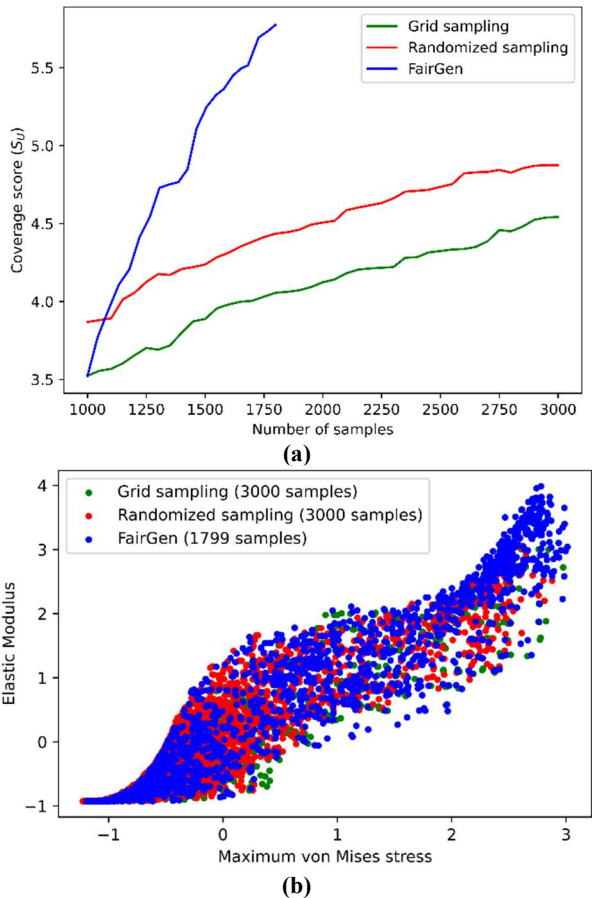 5.5
5.0
4.5
4.0
3.5
Coverage score (S_U)
Grid sampling
Randomized sampling
FairGen
1000 1250 1500 1750 2000 2250 2500 2750 3000
Number of samples
(a)
4
3
2
1
0
−1
Elastic Modulus
Grid sampling (3000 samples)
Randomized sampling (3000 samples)
FairGen (1799 samples)
−1 0 1 2 3
Maximum von Mises stress
(b)